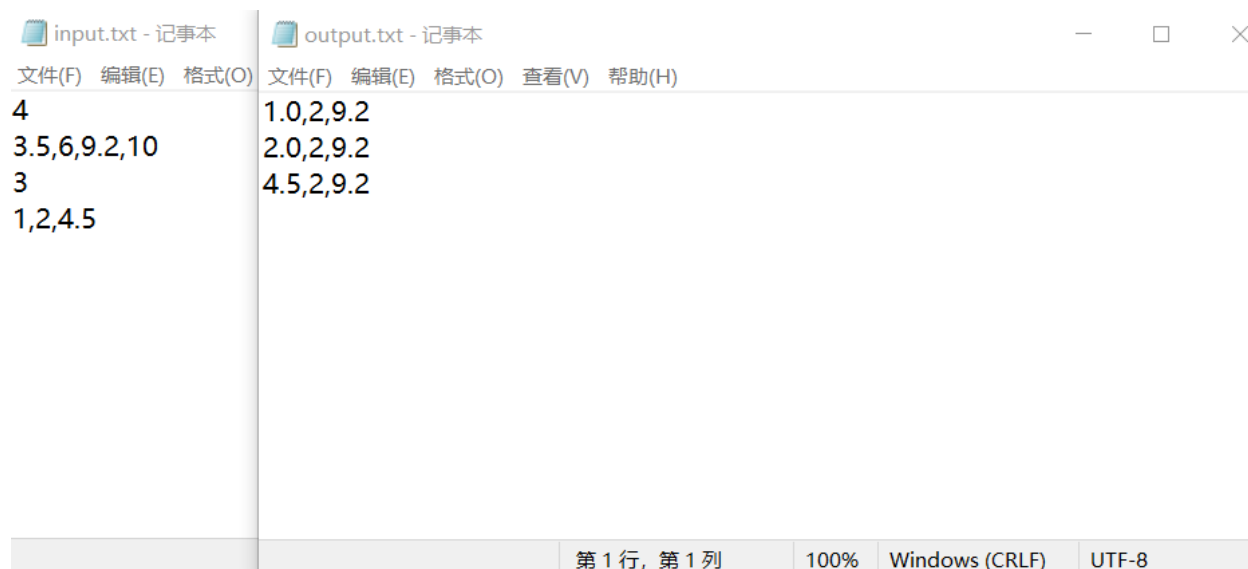 input.txt - 记事本
文件(F) 编辑(E) 格式(O)
4
3.5,6,9.2,10
3
1,2,4.5
output.txt - 记事本
文件(F) 编辑(E) 格式(O) 查看(V) 帮助(H)
1.0,2,9.2
2.0,2,9.2
4.5,2,9.2
第 1 行，第 1 列 100% Windows (CRLF) UTF-8